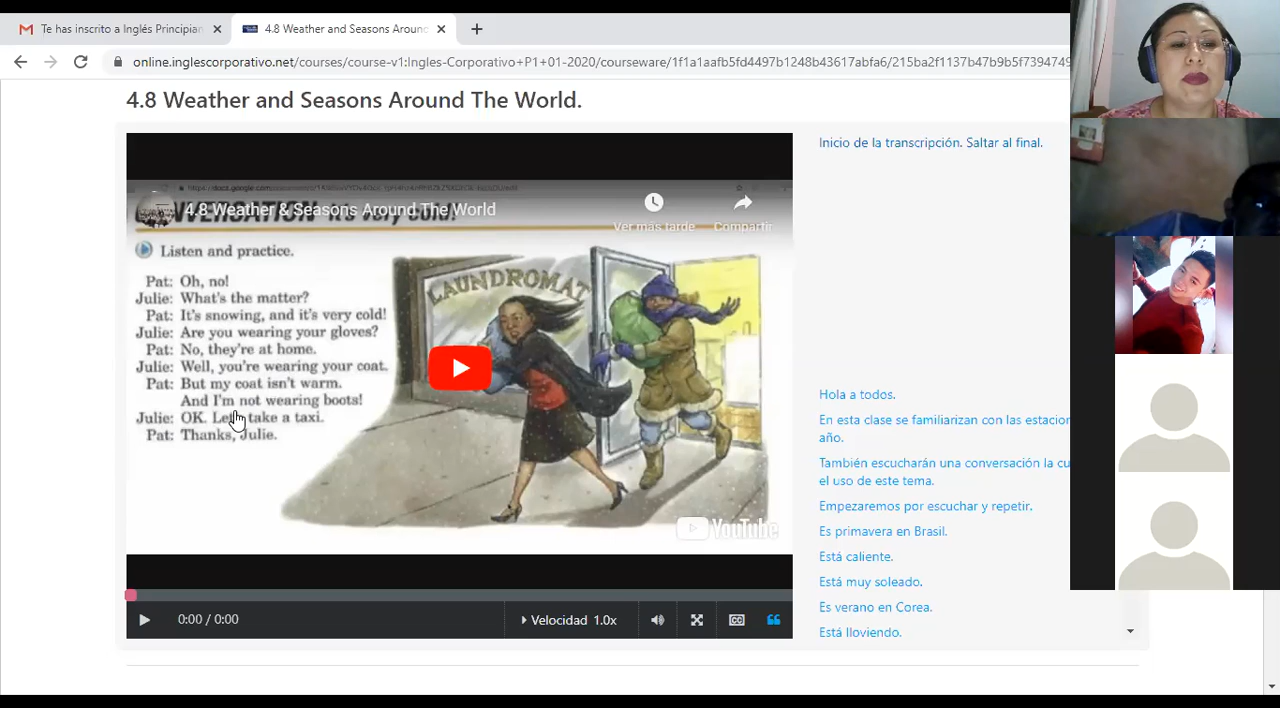 Te has inscrito a Inglés Principian
4.8 Weather and Seasons Around
online.inglescorporativo.net/courses/course-v1:Ingles-Corporativo+P1+01-2020/courseware/1f1a1aafb5fd4497b1248b43617abfa6/215ba2f1137b47b9b5f7394749
4.8 Weather and Seasons Around The World.
4.8 Weather & Seasons Around The World
Ver más tarde
Compartir
Listen and practice.
LAUNDROMAT
Pat: Oh, no!
Julie: What's the matter?
Pat: It's snowing, and it's very cold!
Julie: Are you wearing your gloves?
Pat: No, they're at home.
Julie: Well, you're wearing your coat.
Pat: But my coat isn't warm.
And I'm not wearing boots!
Julie: OK. Let's take a taxi.
Pat: Thanks, Julie.
YouTube
0:00 / 0:00
Velocidad 1.0x
Inicio de la transcripción. Saltar al final.
Hola a todos.
En esta clase se familiarizan con las estacion
año.
También escucharán una conversación la cu
el uso de este tema.
Empezaremos por escuchar y repetir.
Es primavera en Brasil.
Está caliente.
Está muy soleado.
Es verano en Corea.
Está lloviendo.